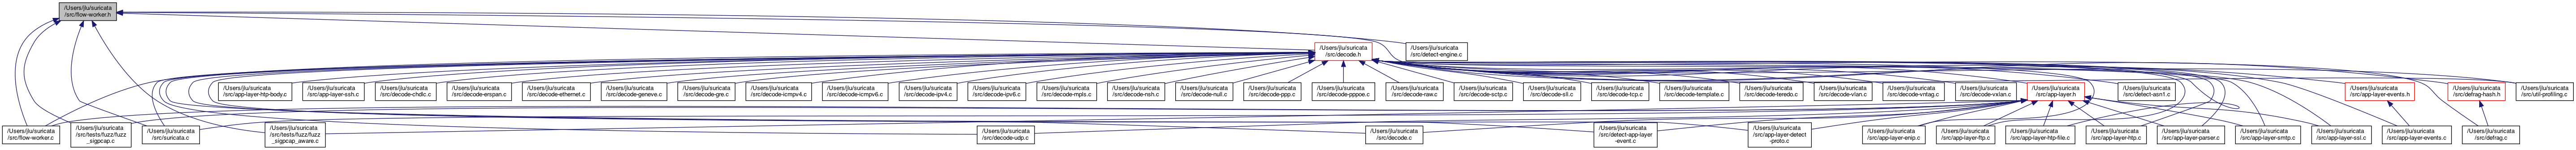 /Users/jlu/suricata
/src/flow-worker.h
/Users/jlu/suricata
/src/decode.h
/Users/jlu/suricata
/src/detect-engine.c
/Users/jlu/suricata
/src/app-layer-htp-body.c
/Users/jlu/suricata
/src/app-layer-ssh.c
/Users/jlu/suricata
/src/decode-chdlc.c
/Users/jlu/suricata
/src/decode-erspan.c
/Users/jlu/suricata
/src/decode-ethernet.c
/Users/jlu/suricata
/src/decode-geneve.c
/Users/jlu/suricata
/src/decode-gre.c
/Users/jlu/suricata
/src/decode-icmpv4.c
/Users/jlu/suricata
/src/decode-icmpv6.c
/Users/jlu/suricata
/src/decode-ipv4.c
/Users/jlu/suricata
/src/decode-ipv6.c
/Users/jlu/suricata
/src/decode-mpls.c
/Users/jlu/suricata
/src/decode-nsh.c
/Users/jlu/suricata
/src/decode-null.c
/Users/jlu/suricata
/src/decode-ppp.c
/Users/jlu/suricata
/src/decode-pppoe.c
/Users/jlu/suricata
/src/decode-raw.c
/Users/jlu/suricata
/src/decode-sctp.c
/Users/jlu/suricata
/src/decode-sll.c
/Users/jlu/suricata
/src/decode-tcp.c
/Users/jlu/suricata
/src/decode-template.c
/Users/jlu/suricata
/src/decode-teredo.c
/Users/jlu/suricata
/src/decode-vlan.c
/Users/jlu/suricata
/src/decode-vntag.c
/Users/jlu/suricata
/src/decode-vxlan.c
/Users/jlu/suricata
/src/app-layer.h
/Users/jlu/suricata
/src/detect-asn1.c
/Users/jlu/suricata
/src/app-layer-events.h
/Users/jlu/suricata
/src/defrag-hash.h
/Users/jlu/suricata
/src/util-profiling.c
/Users/jlu/suricata
/src/flow-worker.c
/Users/jlu/suricata
/src/tests/fuzz/fuzz
_sigpcap.c
/Users/jlu/suricata
/src/suricata.c
/Users/jlu/suricata
/src/tests/fuzz/fuzz
_sigpcap_aware.c
/Users/jlu/suricata
/src/decode-udp.c
/Users/jlu/suricata
/src/decode.c
/Users/jlu/suricata
/src/detect-app-layer
-event.c
/Users/jlu/suricata
/src/app-layer-detect
-proto.c
/Users/jlu/suricata
/src/app-layer-enip.c
/Users/jlu/suricata
/src/app-layer-ftp.c
/Users/jlu/suricata
/src/app-layer-htp-file.c
/Users/jlu/suricata
/src/app-layer-htp.c
/Users/jlu/suricata
/src/app-layer-parser.c
/Users/jlu/suricata
/src/app-layer-smtp.c
/Users/jlu/suricata
/src/app-layer-ssl.c
/Users/jlu/suricata
/src/app-layer-events.c
/Users/jlu/suricata
/src/defrag.c